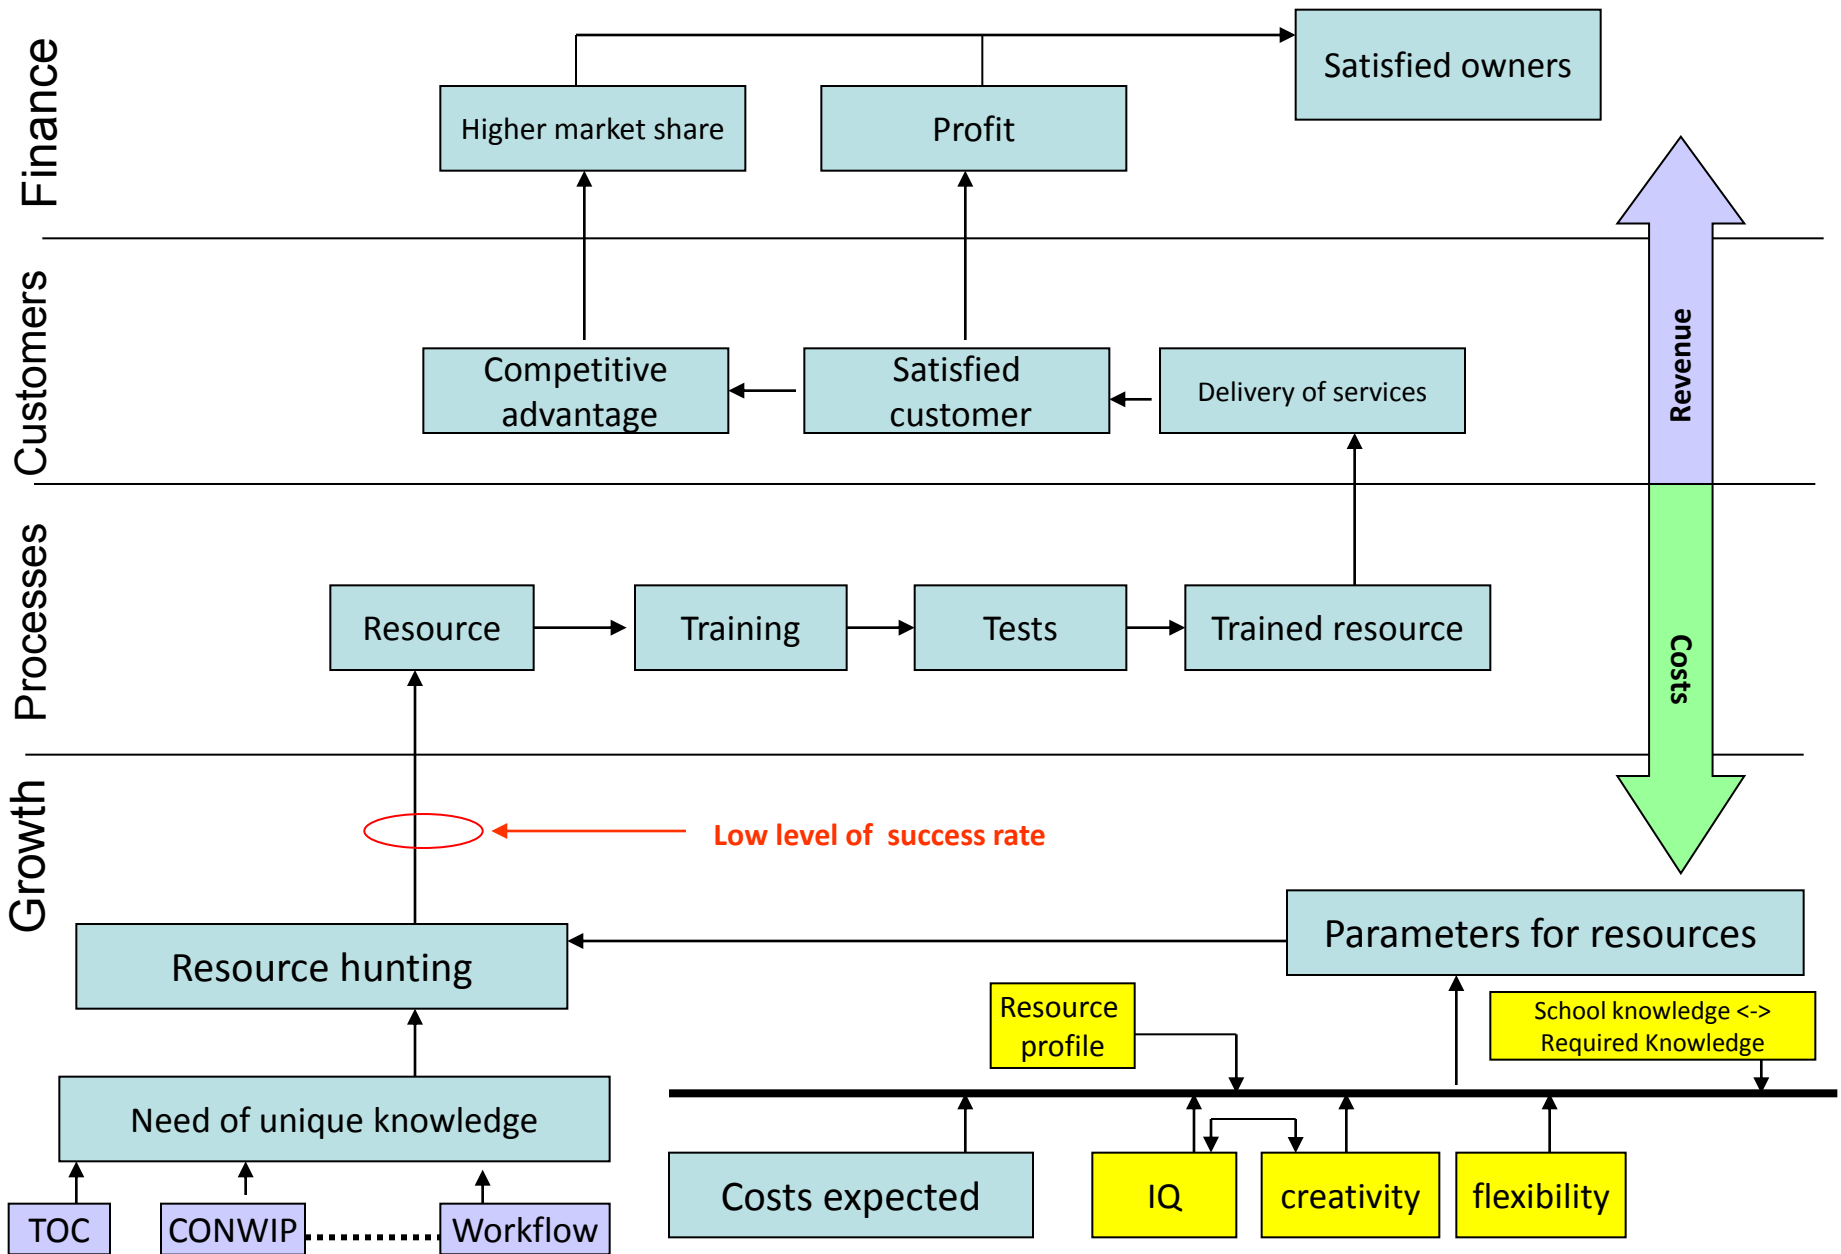 Finance
Satisfied owners
Higher market share
Profit
Customers
Competitive
advantage
Satisfied
customer
Delivery of services
Revenue
Processes
Resource
Training
Tests
Trained resource
Costs
Growth
Low level of  success rate
Parameters for resources
Resource hunting
Resource
profile
School knowledge <->
Required Knowledge
Need of unique knowledge
Costs expected
IQ
creativity
flexibility
TOC
CONWIP
Workflow